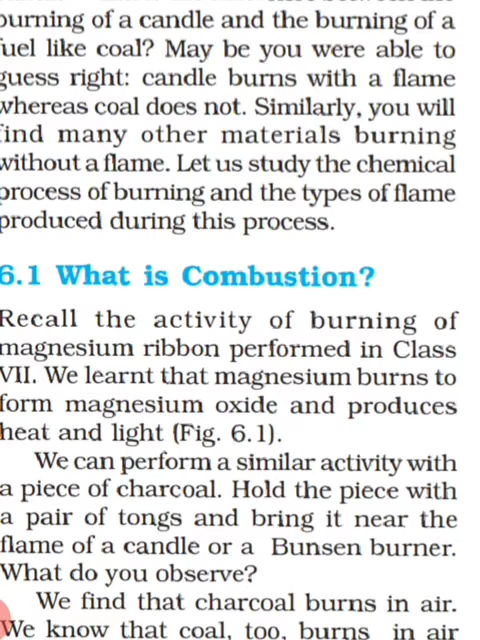 burning of a candle and the burning of a
fuel like coal? May be you were able to
guess right: candle burns with a flame
whereas coal does not. Similarly, you will
find many other materials burning
without a flame. Let us study the chemical
process of burning and the types of flame
produced during this process.
6.1 What is Combustion?
Recall the activity of burning of
magnesium ribbon performed in Class
VII. We learnt that magnesium burns to
form magnesium oxide and produces
heat and light (Fig. 6.1).
We can perform a similar activity with
a piece of charcoal. Hold the piece with
a pair of tongs and bring it near the
flame of a candle or a Bunsen burner.
What do you observe?
We find that charcoal burns in air.
We know that coal, too, burns in air